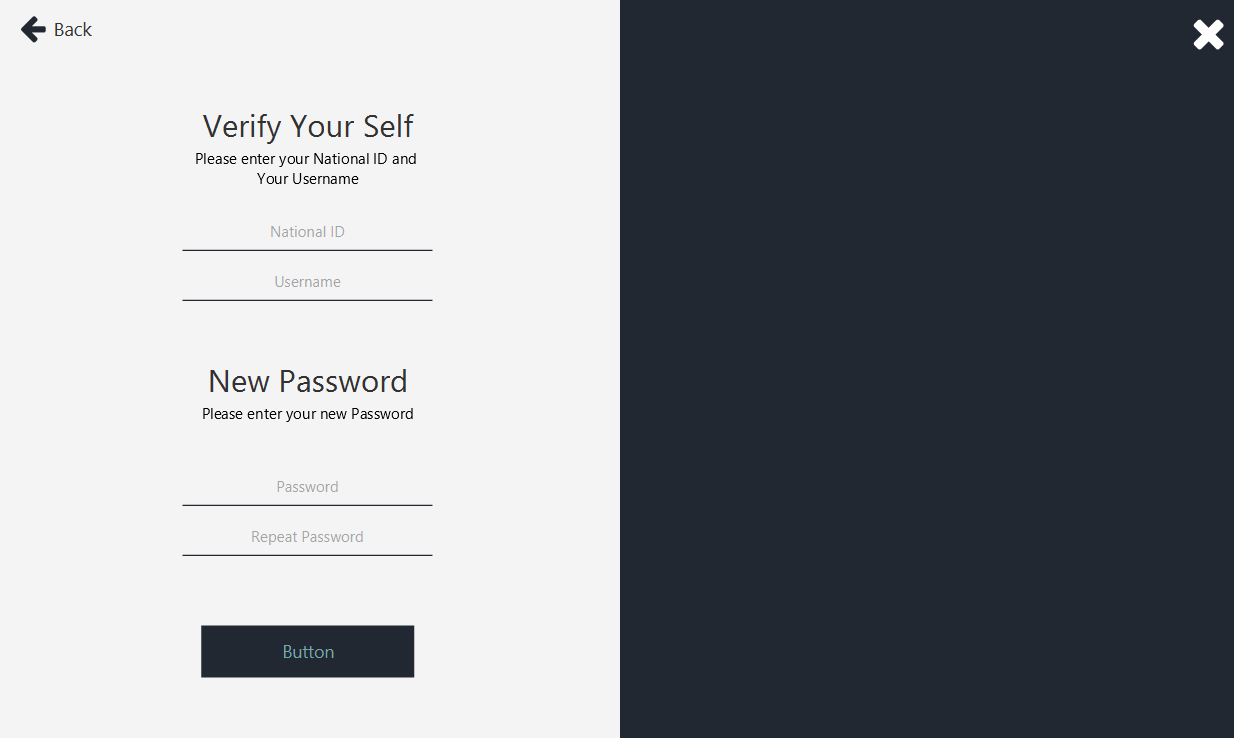 Back
Verify Your Self
Please enter your National ID and
Your Username
National ID
Username
New Password
Please enter your new Password
Password
Repeat Password
Button